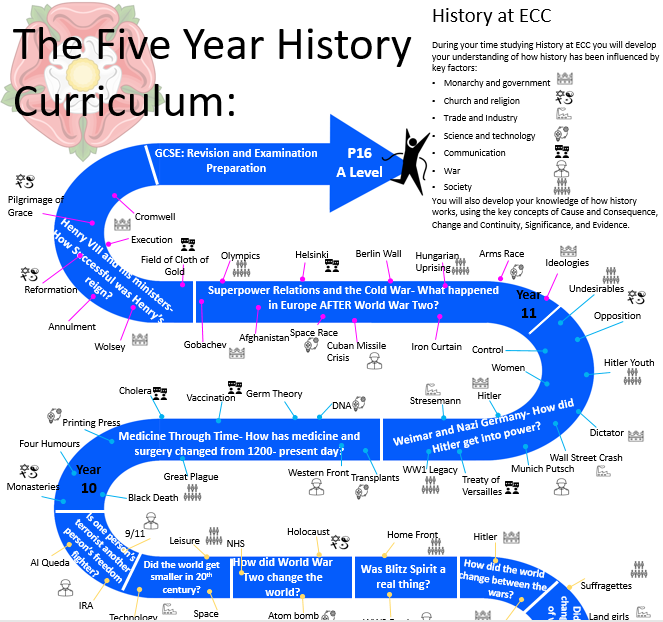 The Five Year History
Curriculum:
History at ECC
During your time studying History at ECC you will develop
your understanding of how history has been influenced by
key factors:
• Monarchy and government
• Church and religion
• Trade and Industry
• Science and technology
• Communication
• War
• Society
You will also develop your knowledge of how history
works, using the key concepts of Cause and Consequence,
Change and Continuity, Significance, and Evidence.
GCSE: Revision and Examination
Preparation
P16
A Level
Pilgrimage of
Grace
Cromwell
Execution
Field of Cloth of
Gold
Henry VIII and his ministers-
How Successful was Henry's
reign?
Reformation
Annulment
Wolsey
Olympics
Helsinki
Berlin Wall
Hungarian
Uprising
Arms Race
Ideologies
Superpower Relations and the Cold War- What happened
in Europe AFTER World War Two?
Year
11
Gobachev
Afghanistan
Space Race
Cuban Missile
Crisis
Iron Curtain
Undesirables
Opposition
Control
Women
Hitler Youth
Hitler
Stresemann
Dictator
Wall Street Crash
Munich Putsch
Treaty of
Versailles
WW1 Legacy
Weimar and Nazi Germany- How did
Hitler get into power?
Cholera
Vaccination
Germ Theory
DNA
Printing Press
Four Humours
Monasteries
Medicine Through Time- How has medicine and
surgery changed from 1200- present day?
Year
10
Black Death
Great Plague
Western Front
Transplants
Is one person's
terrorist another
person's freedom
fighter?
9/11
Al Queda
IRA
Leisure
NHS
Holocaust
Home Front
Hitler
Did the world get
smaller in 20th
century?
How did World War
Two change the
world?
Was Blitz Spirit a
real thing?
How did the world
change between the
wars?
Suffragettes
Land girls
Technology
Space
Atom bomb